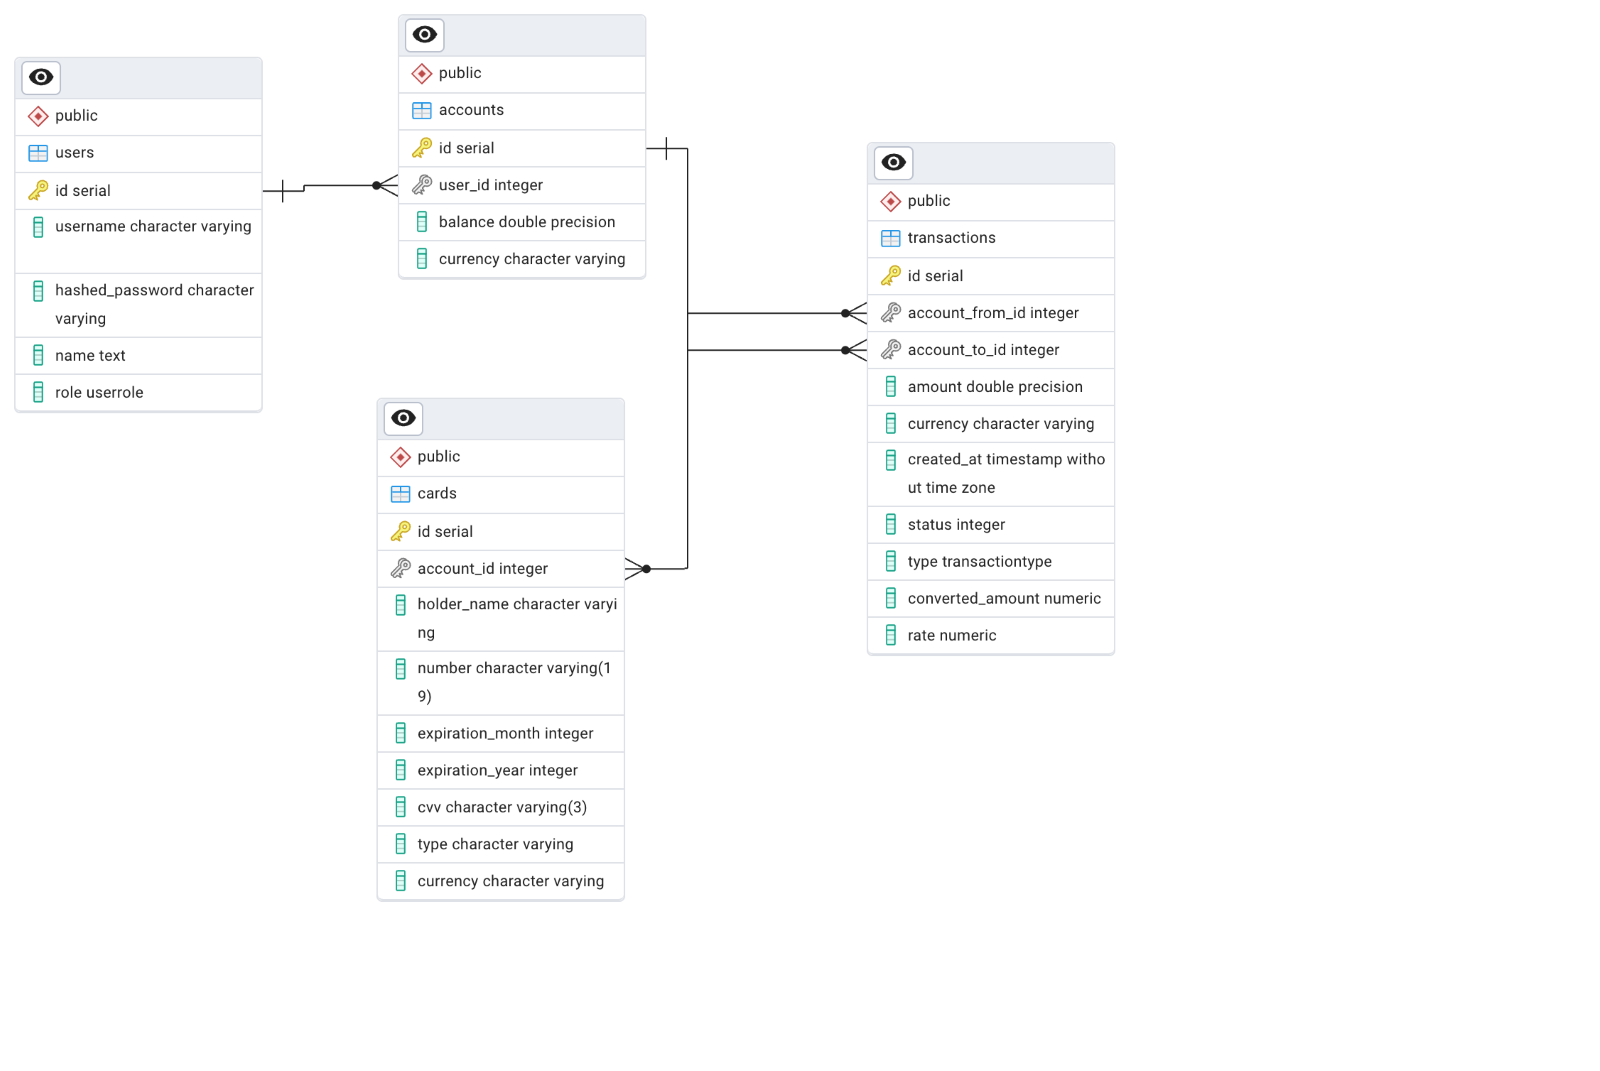 public
users
id serial
username character varying
hashed_password character
varying
name text
role userrole
public
accounts
id serial
user_id integer
balance double precision
currency character varying
public
cards
id serial
account_id integer
holder_name character varyi
ng
number character varying(1
9)
expiration_month integer
expiration_year integer
cvv character varying(3)
type character varying
currency character varying
public
transactions
id serial
account_from_id integer
account_to_id integer
amount double precision
currency character varying
created_at timestamp witho
ut time zone
status integer
type transactiontype
converted_amount numeric
rate numeric